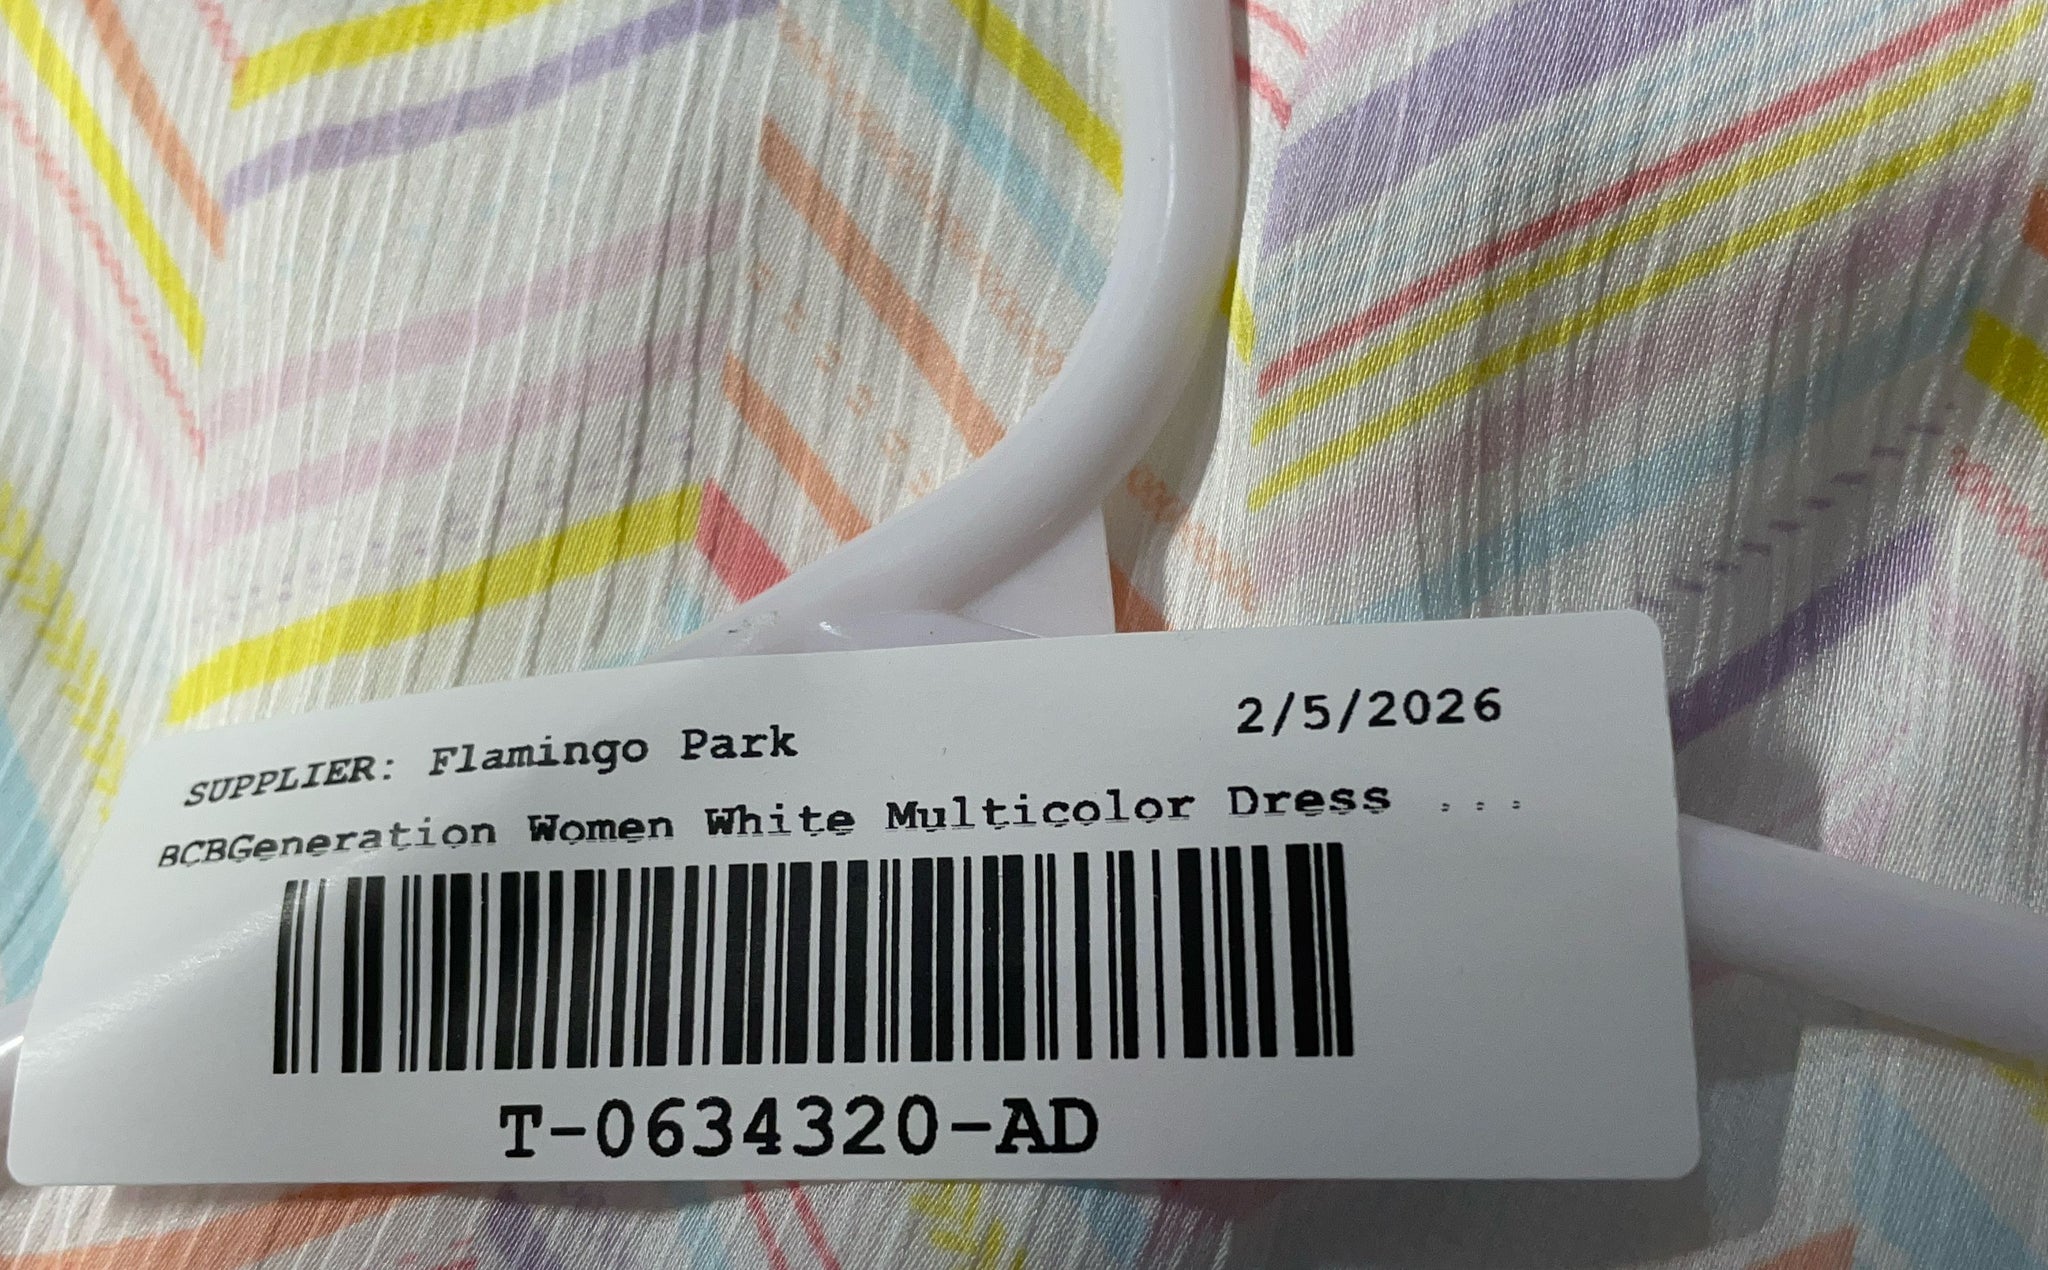 SUPPLIER: Flamingo Park 2/5/2026
BCBGeneration Women White Multicolor Dress ...
T-0634320-AD